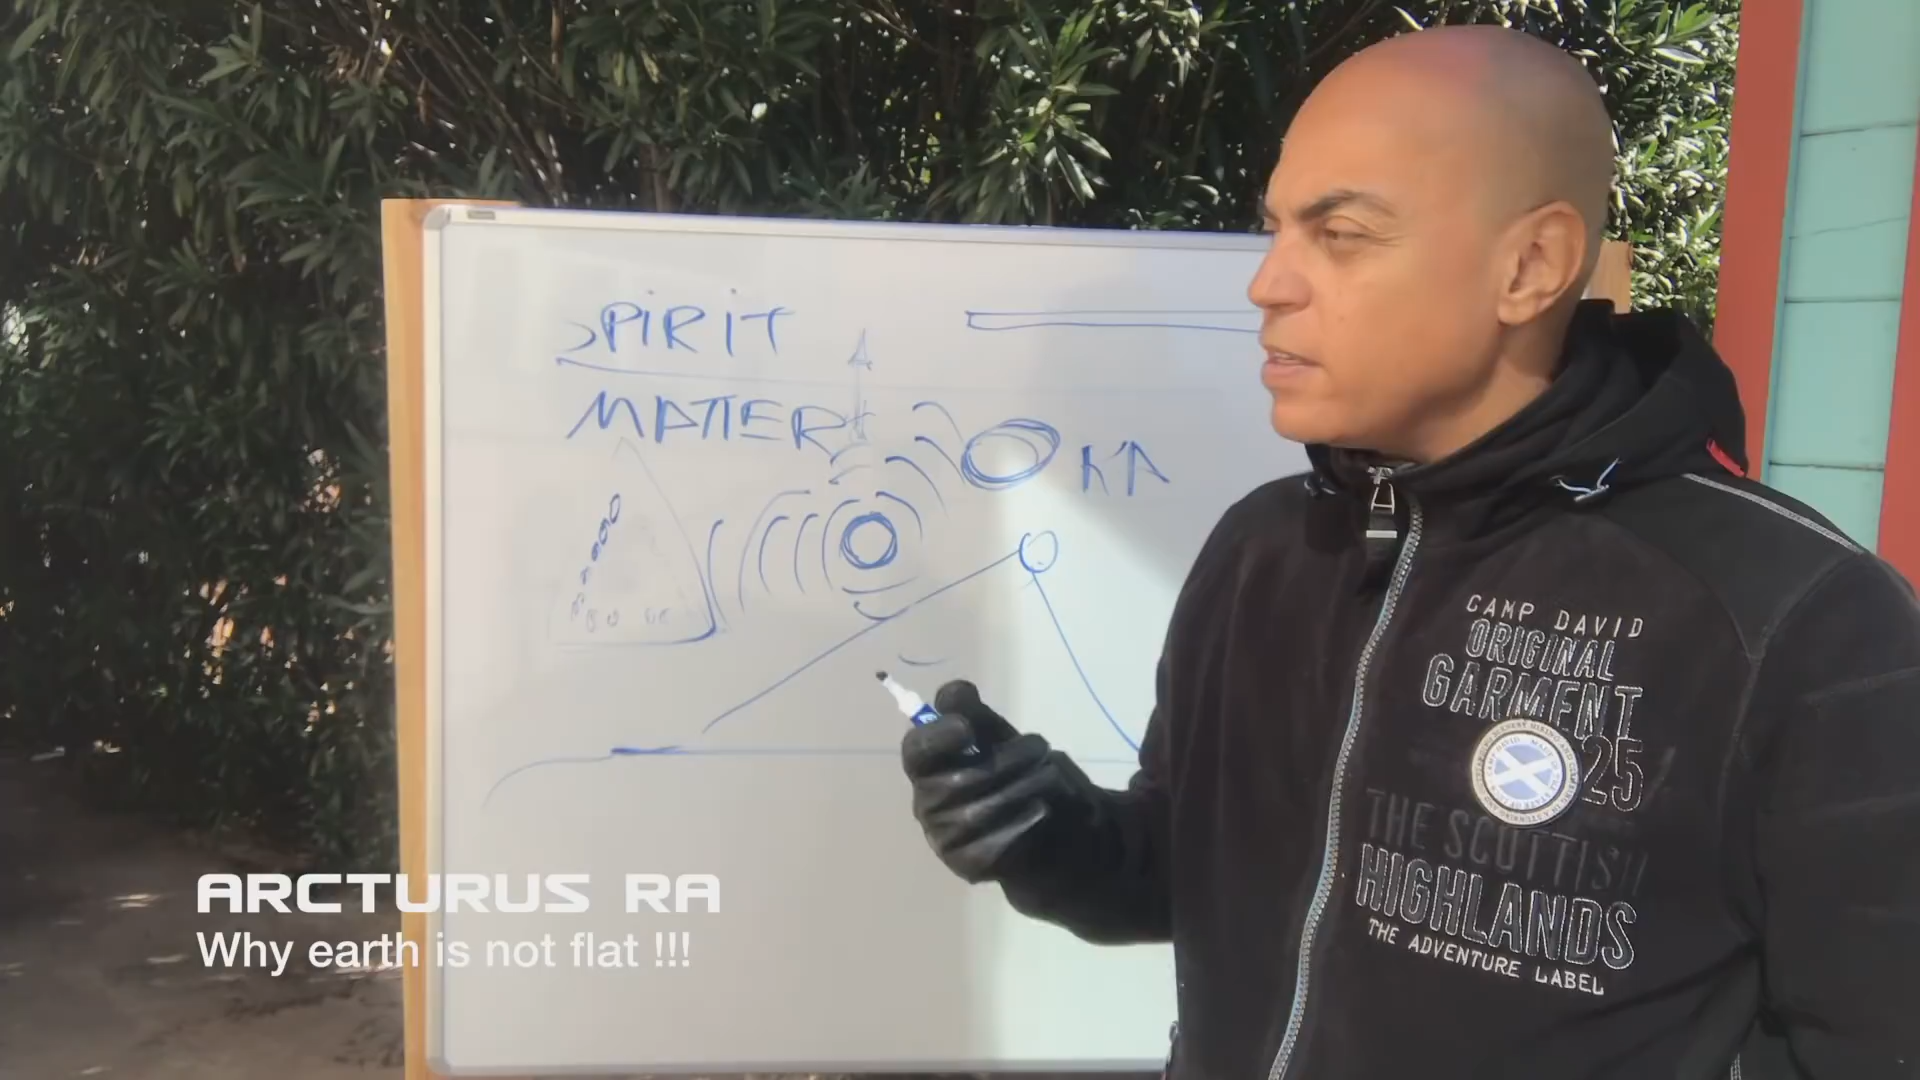 SPIRIT
MATTER
KA
CAMP DAVID
ORIGINAL
GARMENT
25
THE SCOTTISH
HIGHLANDS
THE ADVENTURE LABEL
ARCTURUS RA
Why earth is not flat !!!